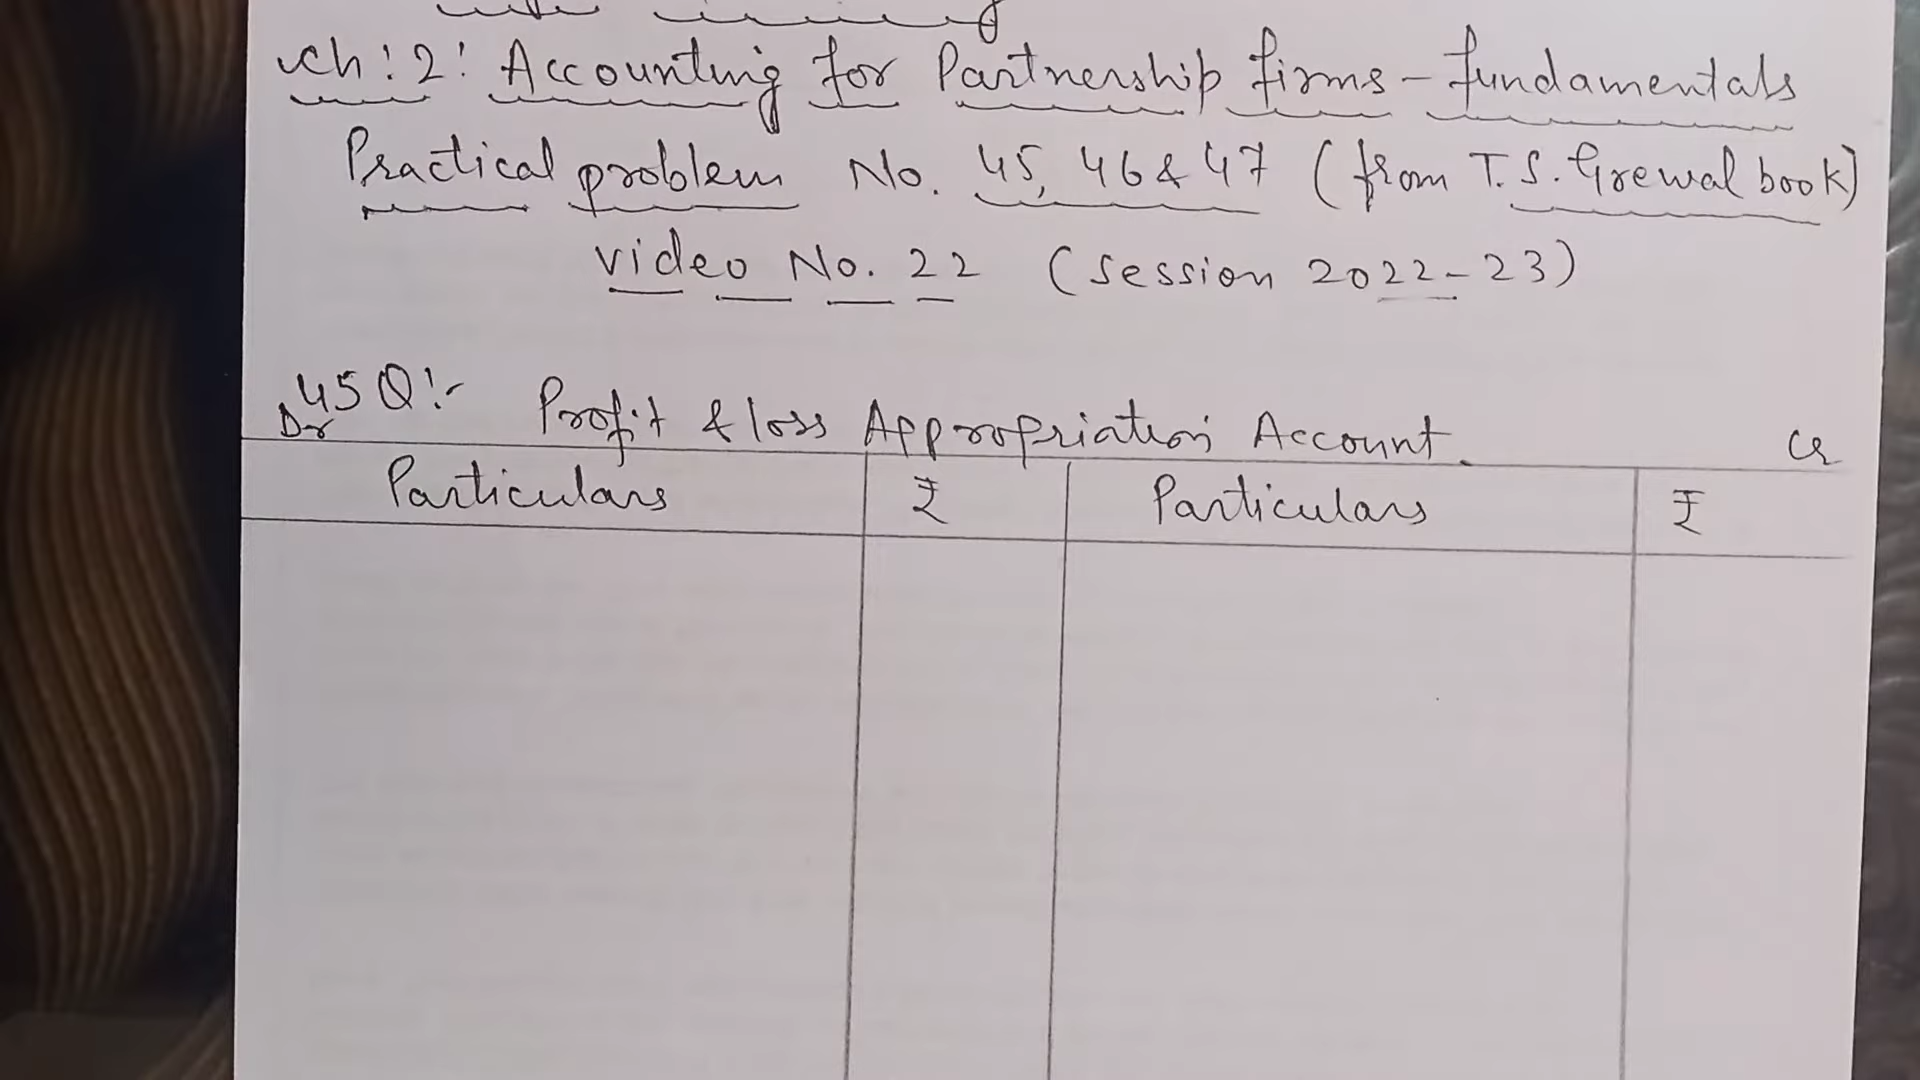 Ch: 2: Accounting for Partnership firms - fundamentals
Practical problem No. 45, 46 & 47 (from T.S. Grewal book)
video No. 22 (session 2022-23)
45 Q:-
Dr Profit & loss Appropriation Account. Cr
Particulars ₹ Particulars ₹